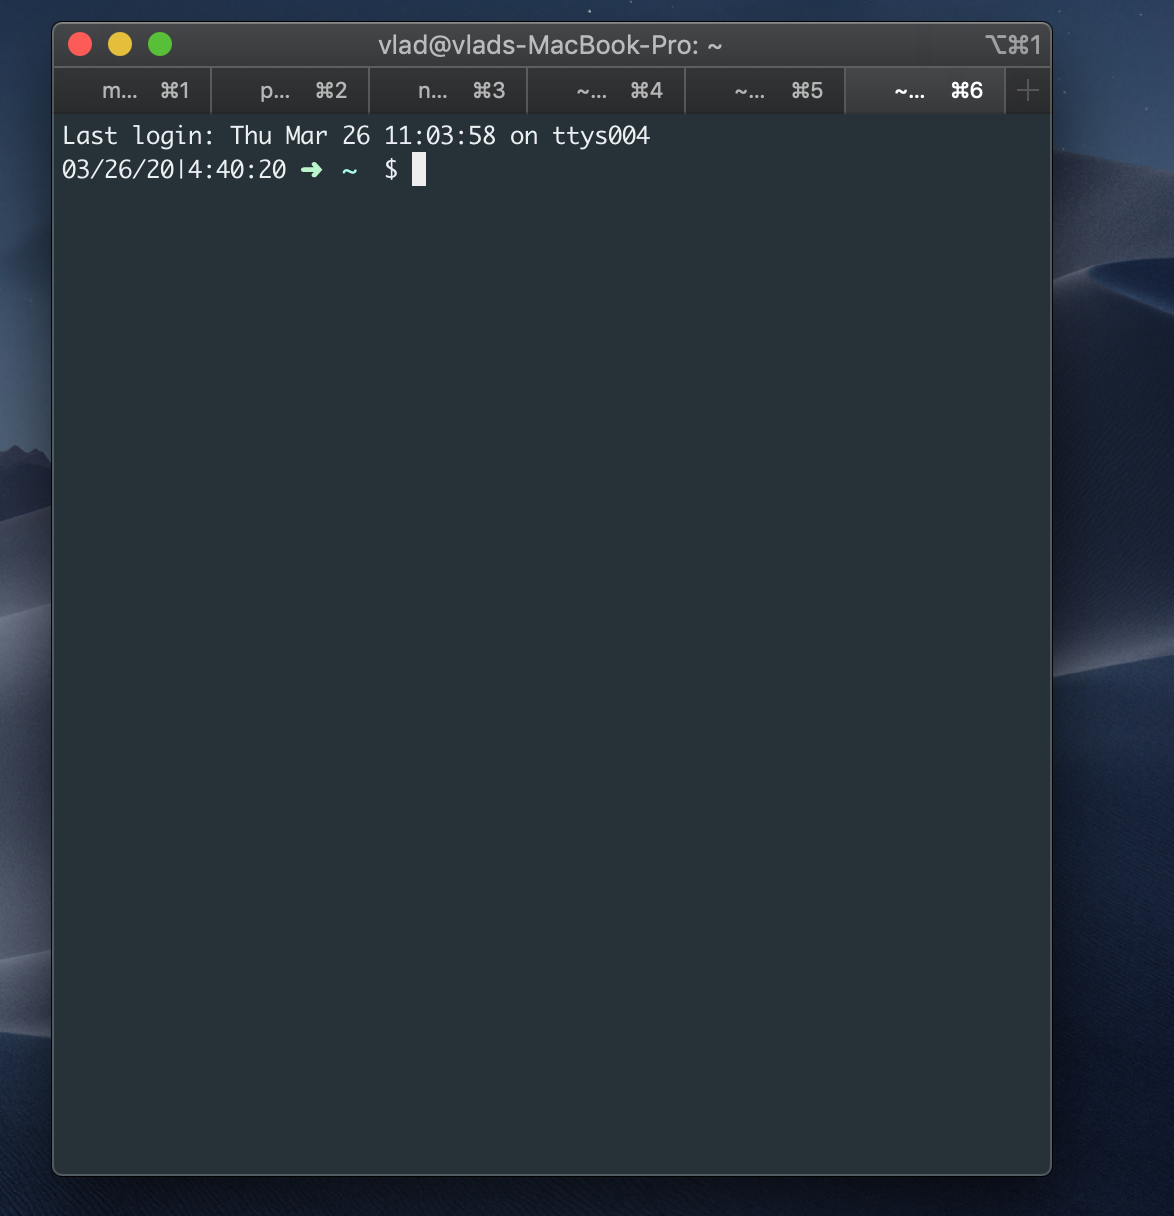 vlad@vlads-MacBook-Pro: ~ ⌥⌘1
m... ⌘1 p... ⌘2 n... ⌘3 ~... ⌘4 ~... ⌘5 ~... ⌘6 +
Last login: Thu Mar 26 11:03:58 on ttys004
03/26/20|4:40:20 ➜ ~ $